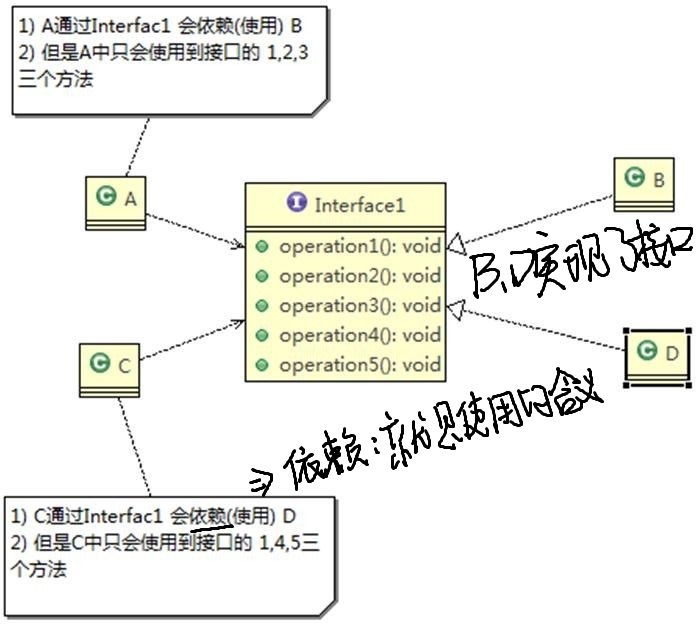 1) A通过Interfac1 会依赖(使用) B
2) 但是A中只会使用到接口的 1,2,3
三个方法
A
Interface1
B
operation1(): void
operation2(): void
operation3(): void
operation4(): void
operation5(): void
B,D实现了接口
C
D
=> 依赖:就是使用的含义
1) C通过Interfac1 会依赖(使用) D
2) 但是C中只会使用到接口的 1,4,5三
个方法